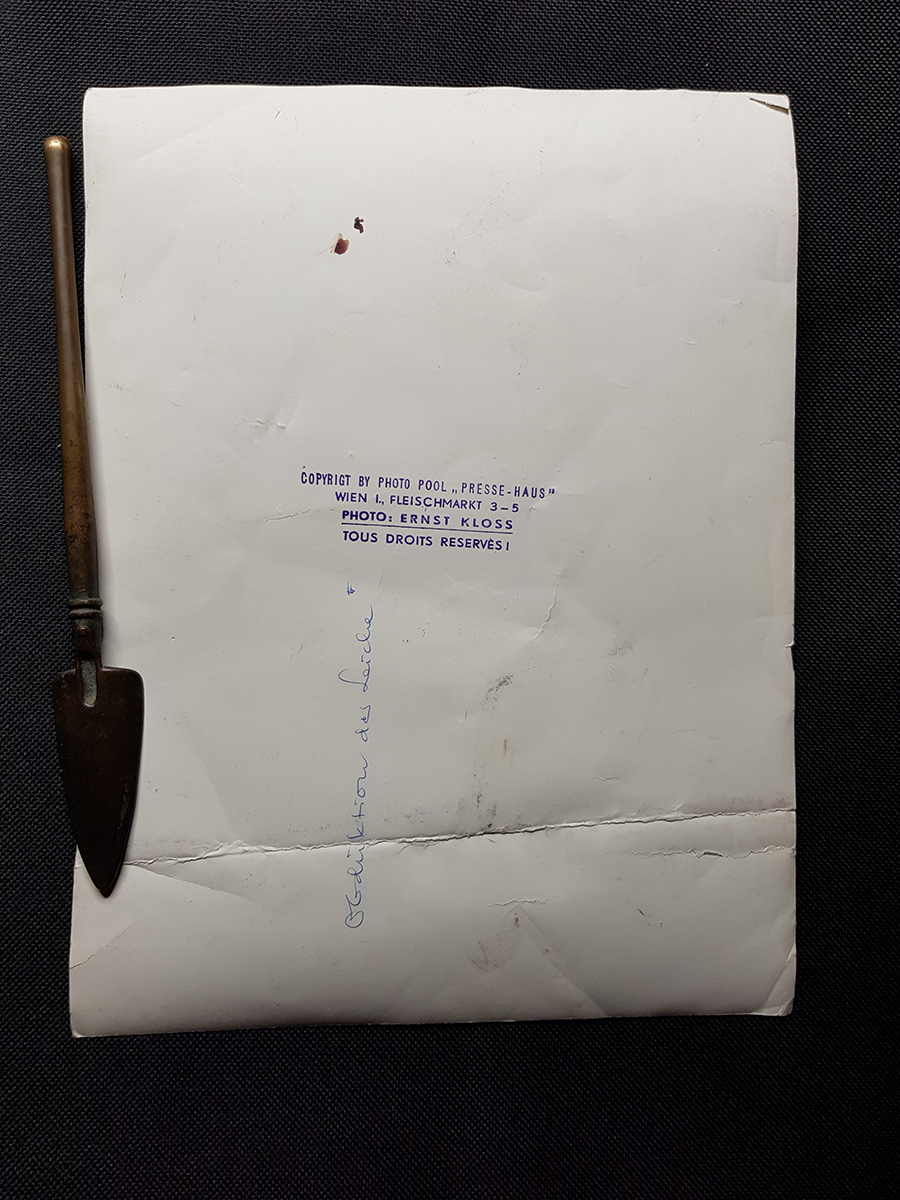 COPYRIGT BY PHOTO POOL „PRESSE-HAUS”
WIEN I., FLEISCHMARKT 3–5
PHOTO: ERNST KLOSS
TOUS DROITS RESERVÈS!
Obduktion der Leiche *